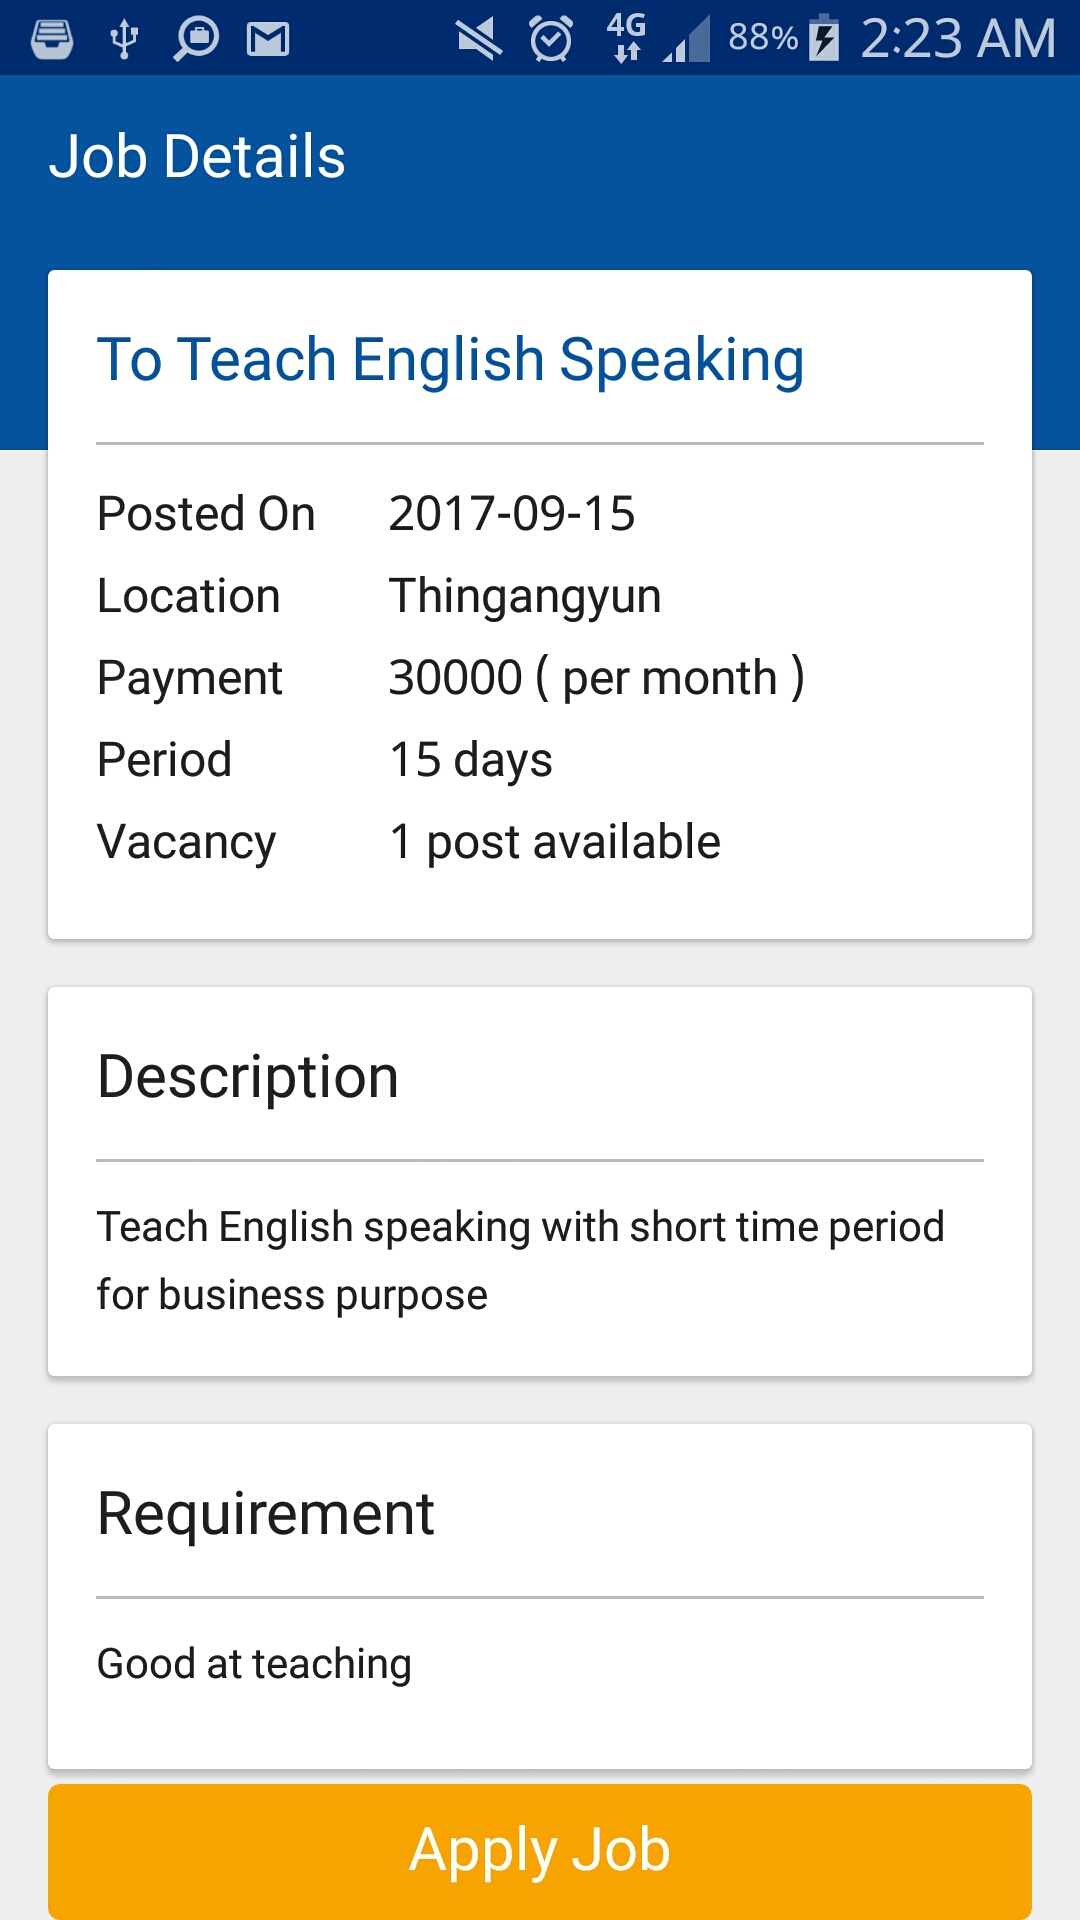 4G 88% 2:23 AM
Job Details
To Teach English Speaking
Posted On 2017-09-15
Location Thingangyun
Payment 30000 ( per month )
Period 15 days
Vacancy 1 post available
Description
Teach English speaking with short time period
for business purpose
Requirement
Good at teaching
Apply Job